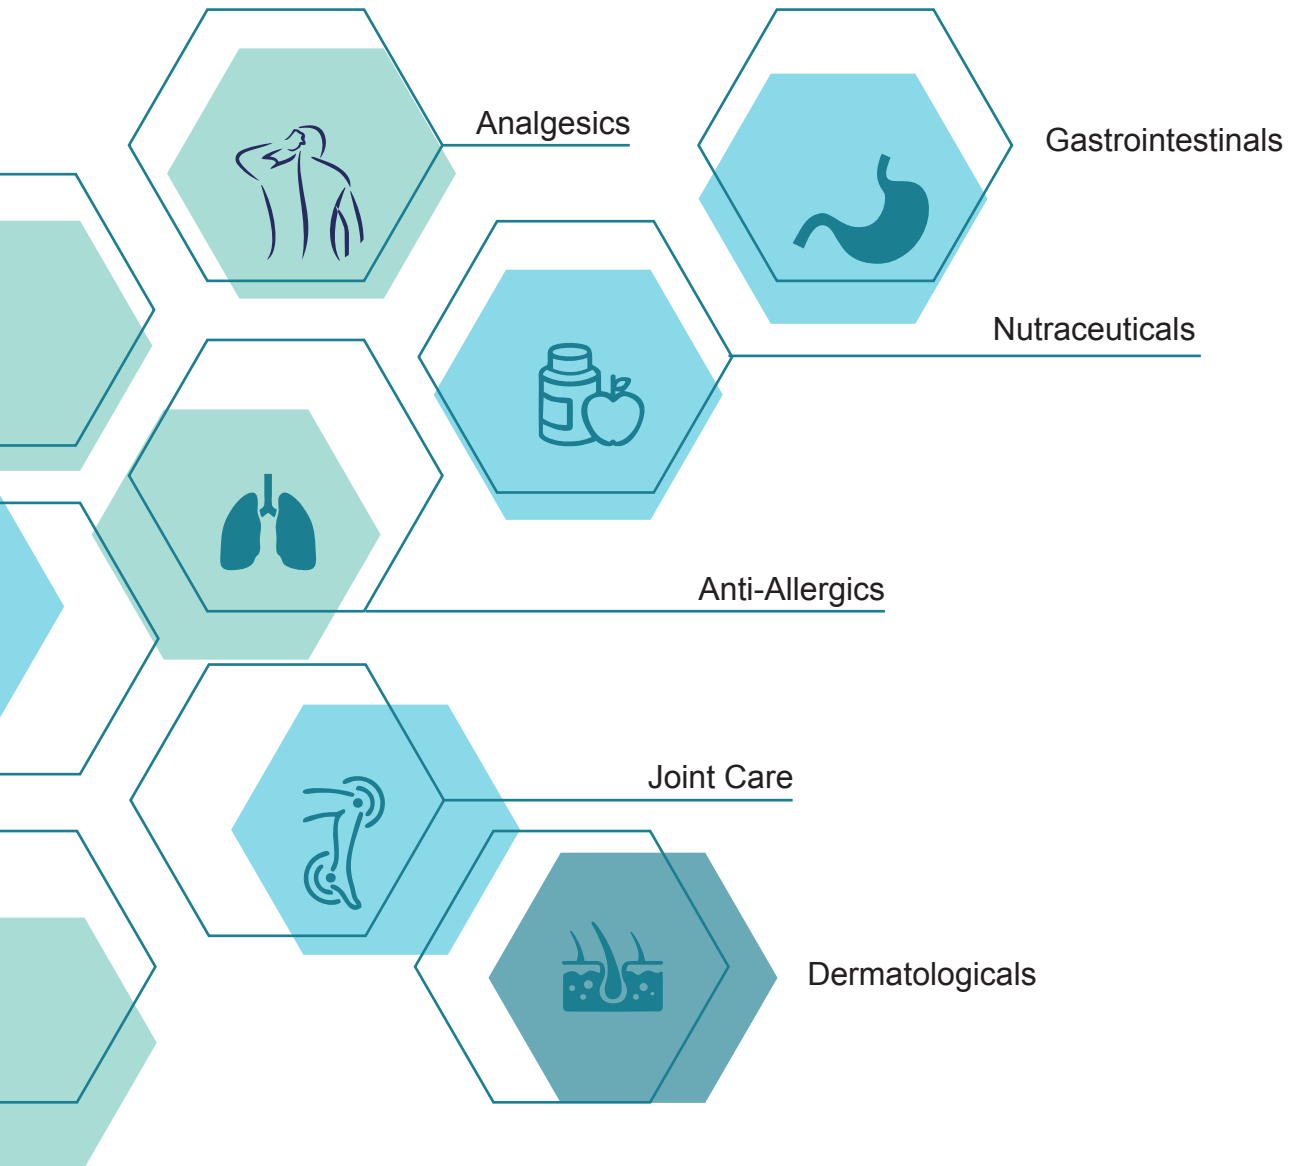 Analgesics
Gastrointestinals
Nutraceuticals
Anti-Allergics
Joint Care
Dermatologicals